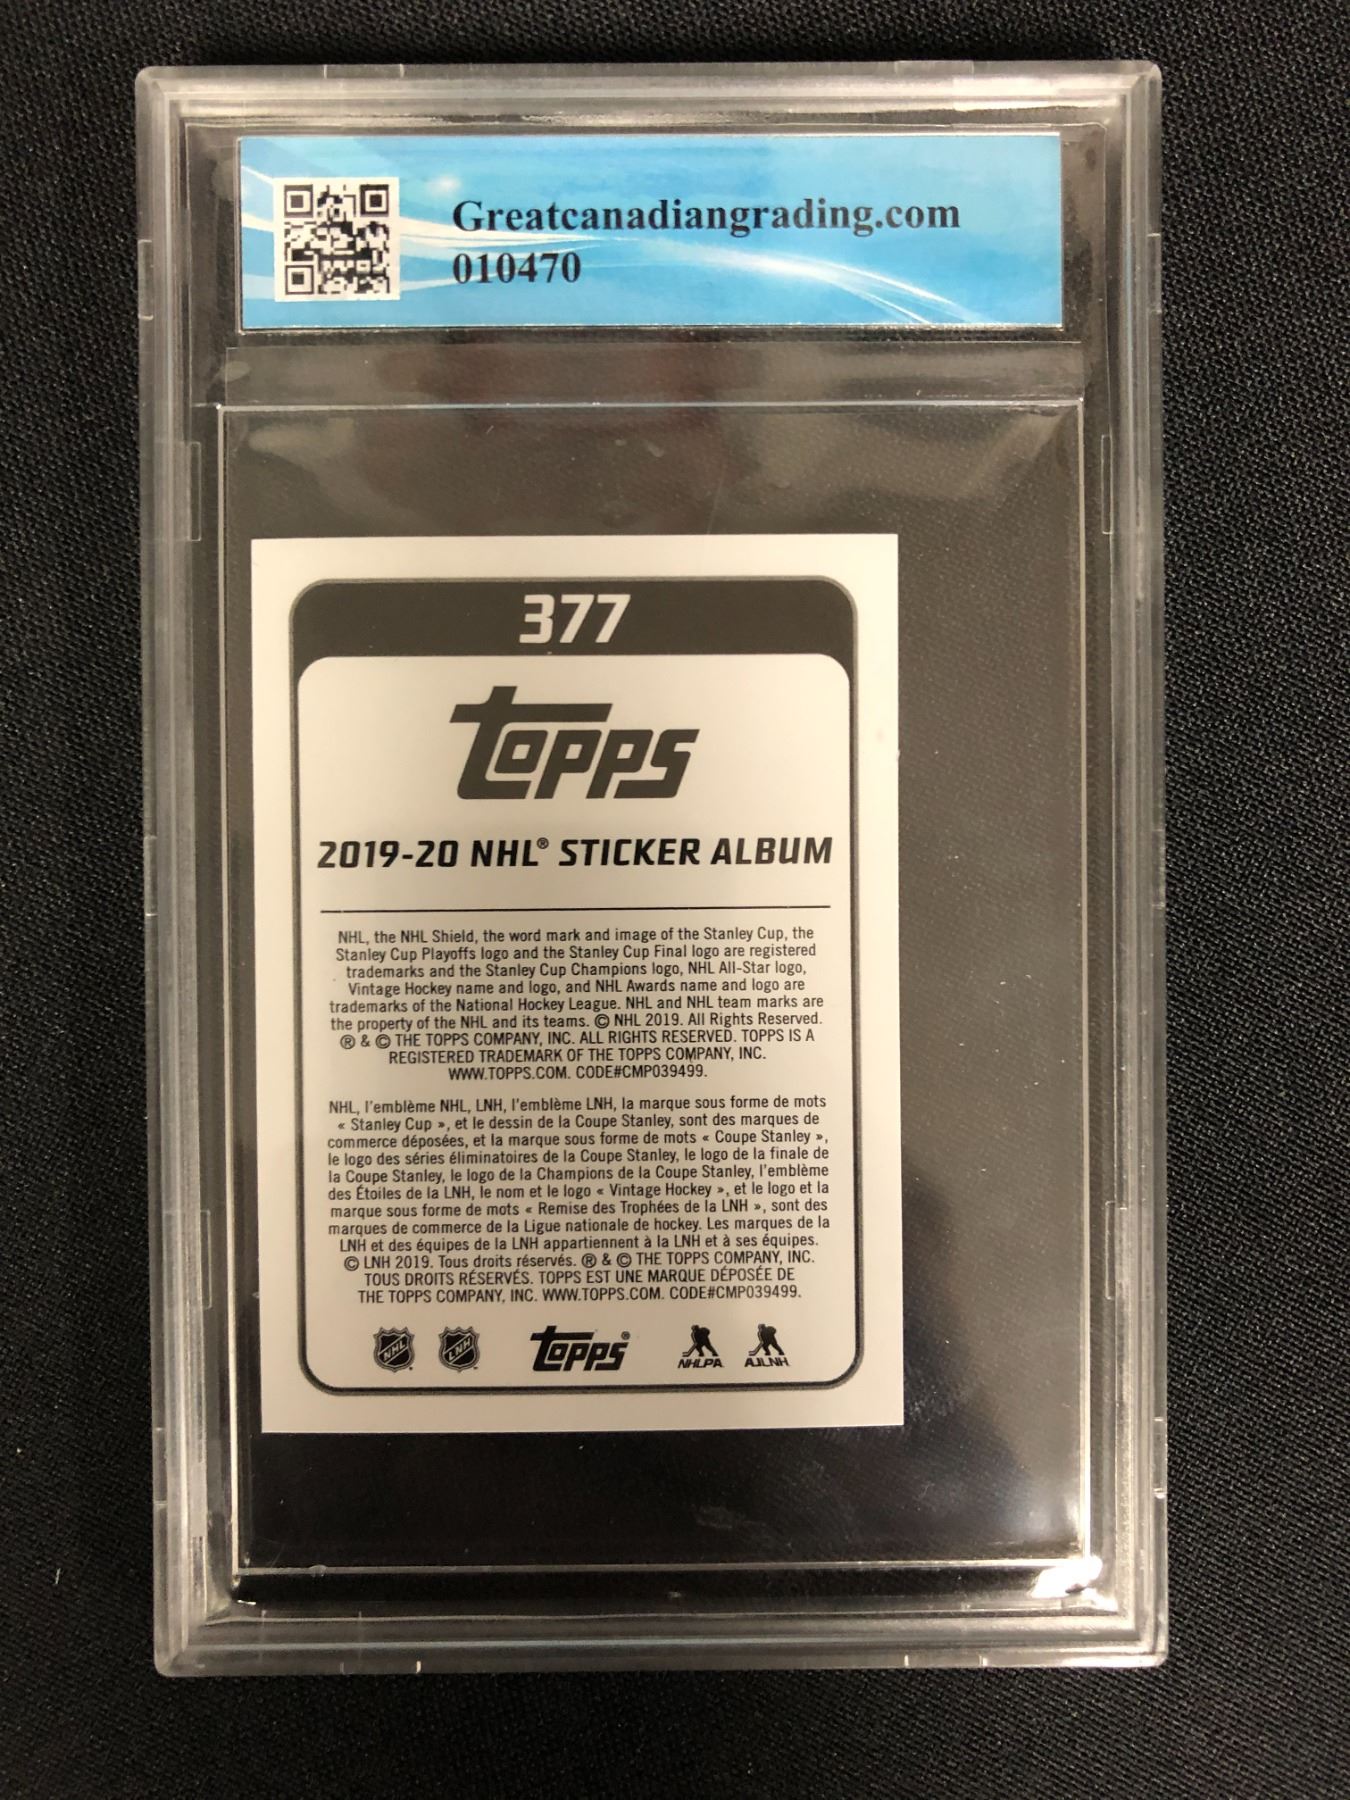 Greatcanadiangrading.com
010470
377
Topps
2019-20 NHL® STICKER ALBUM
NHL, the NHL Shield, the word mark and image of the Stanley Cup, the
Stanley Cup Playoffs logo and the Stanley Cup Final logo are registered
trademarks and the Stanley Cup Champions logo, NHL All-Star logo,
Vintage Hockey name and logo, and NHL Awards name and logo are
trademarks of the National Hockey League. NHL and NHL team marks are
the property of the NHL and its teams. © NHL 2019. All Rights Reserved.
® & © THE TOPPS COMPANY, INC. ALL RIGHTS RESERVED. TOPPS IS A
REGISTERED TRADEMARK OF THE TOPPS COMPANY, INC.
WWW.TOPPS.COM. CODE#CMP039499.
NHL, l'emblème NHL, LNH, l'emblème LNH, la marque sous forme de mots
« Stanley Cup », et le dessin de la Coupe Stanley, sont des marques de
commerce déposées, et la marque sous forme de mots « Coupe Stanley »,
le logo des séries éliminatoires de la Coupe Stanley, le logo de la finale de
la Coupe Stanley, le logo de la Champions de la Coupe Stanley, l'emblème
des Étoiles de la LNH, le nom et le logo « Vintage Hockey », et le logo et la
marque sous forme de mots « Remise des Trophées de la LNH », sont des
marques de commerce de la Ligue nationale de hockey. Les marques de la
LNH et des équipes de la LNH appartiennent à la LNH et à ses équipes.
© LNH 2019. Tous droits réservés. ® & © THE TOPPS COMPANY, INC.
TOUS DROITS RÉSERVÉS. TOPPS EST UNE MARQUE DÉPOSÉE DE
THE TOPPS COMPANY, INC. WWW.TOPPS.COM. CODE#CMP039499.
NHL LNH Topps® NHLPA AJLNH